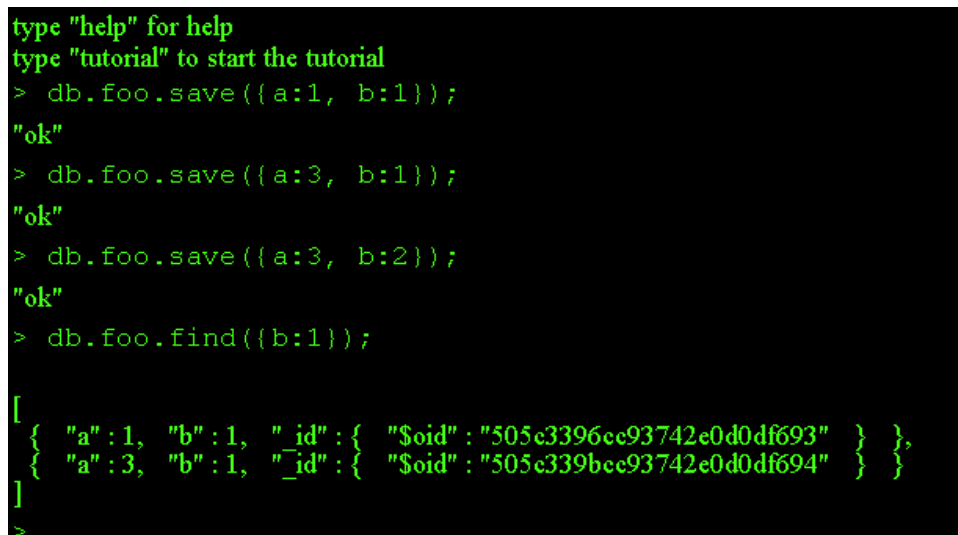 type "help" for help
type "tutorial" to start the tutorial
> db.foo.save({a:1, b:1});
"ok"
> db.foo.save({a:3, b:1});
"ok"
> db.foo.save({a:3, b:2});
"ok"
> db.foo.find({b:1});
[
{ "a" : 1, "b" : 1, "_id" : { "$oid" : "505c3396cc93742e0d0df693" } },
{ "a" : 3, "b" : 1, "_id" : { "$oid" : "505c339bcc93742e0d0df694" } }
]
>